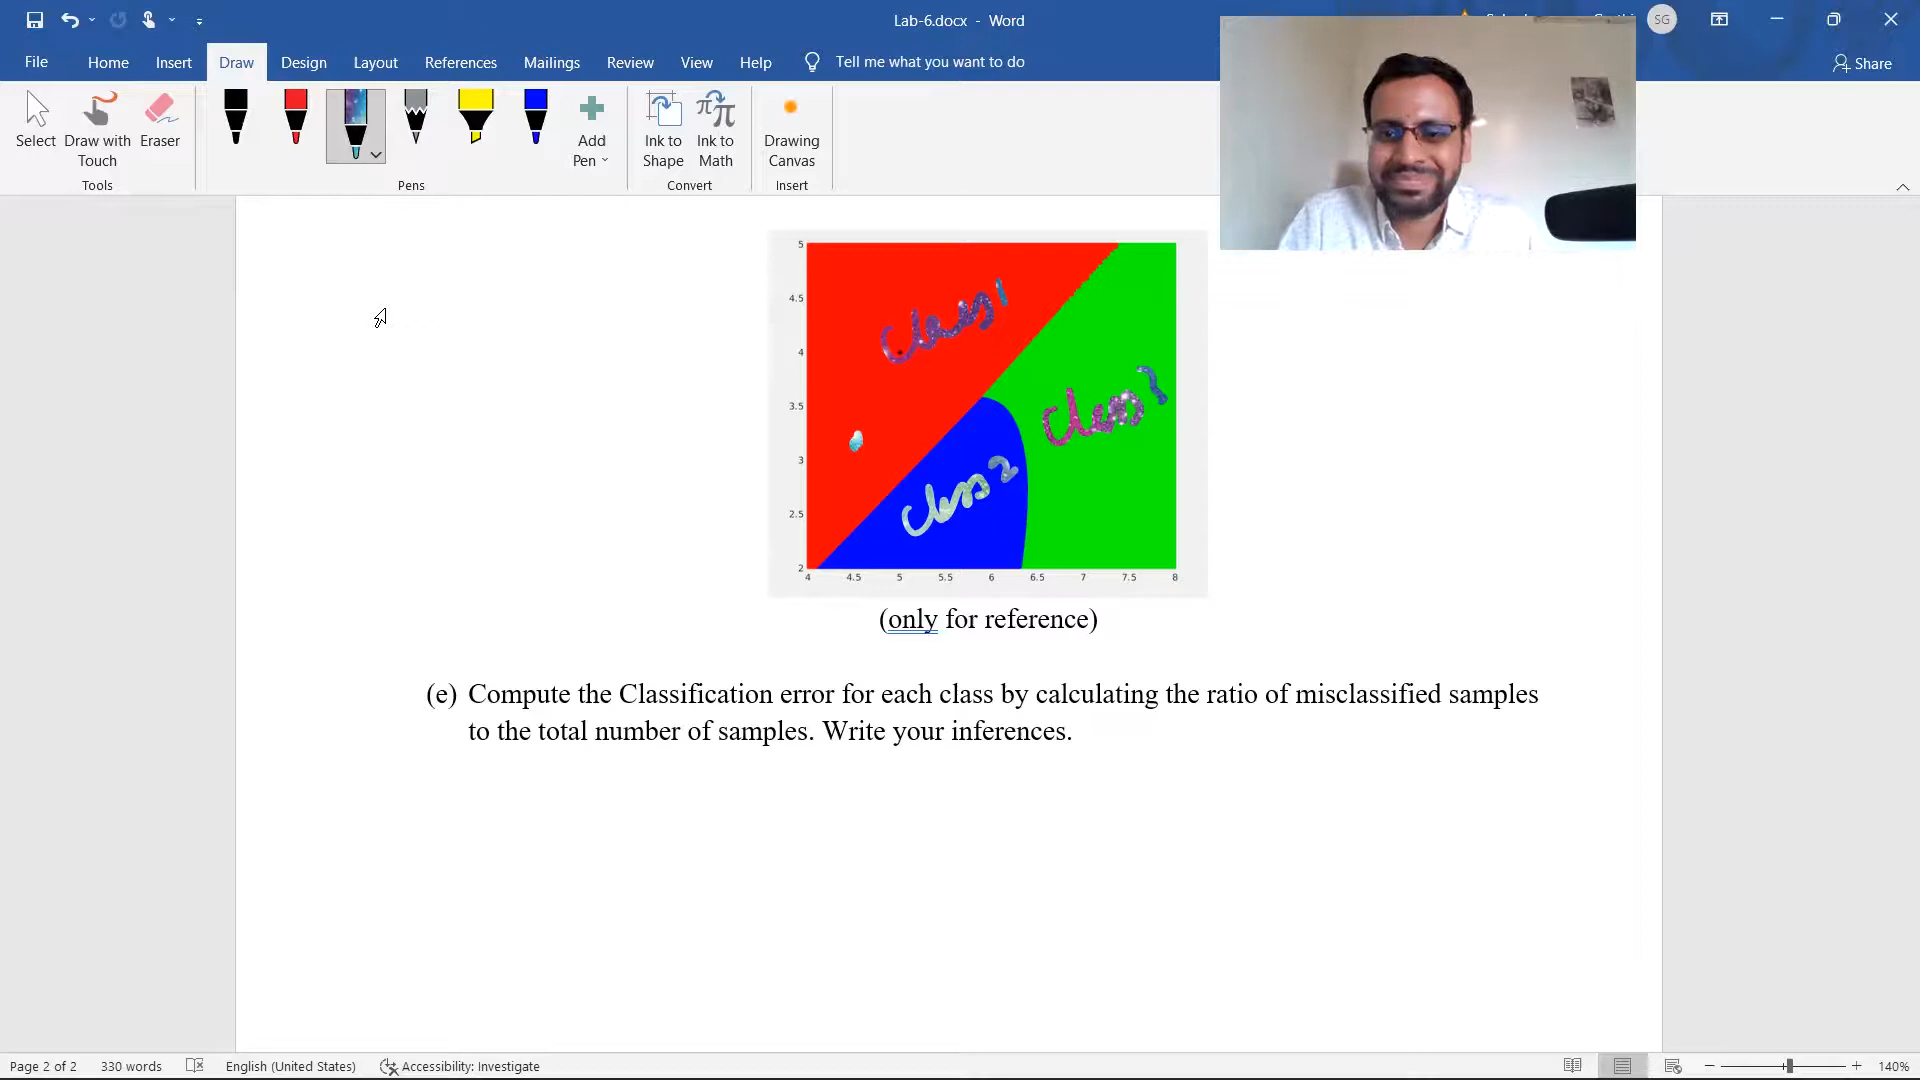 Lab-6.docx - Word
SG
File
Home
Insert
Draw
Design
Layout
References
Mailings
Review
View
Help
Tell me what you want to do
Share
Select
Draw with
Touch
Eraser
Add
Pen
Ink to
Shape
Ink to
Math
Drawing
Canvas
Tools
Pens
Convert
Insert
5
4.5
4
3.5
3
2.5
2
4 4.5 5 5.5 6 6.5 7 7.5 8
Class 1
Class 2
(only for reference)
(e) Compute the Classification error for each class by calculating the ratio of misclassified samples
to the total number of samples. Write your inferences.
Page 2 of 2
330 words
English (United States)
Accessibility: Investigate
140%